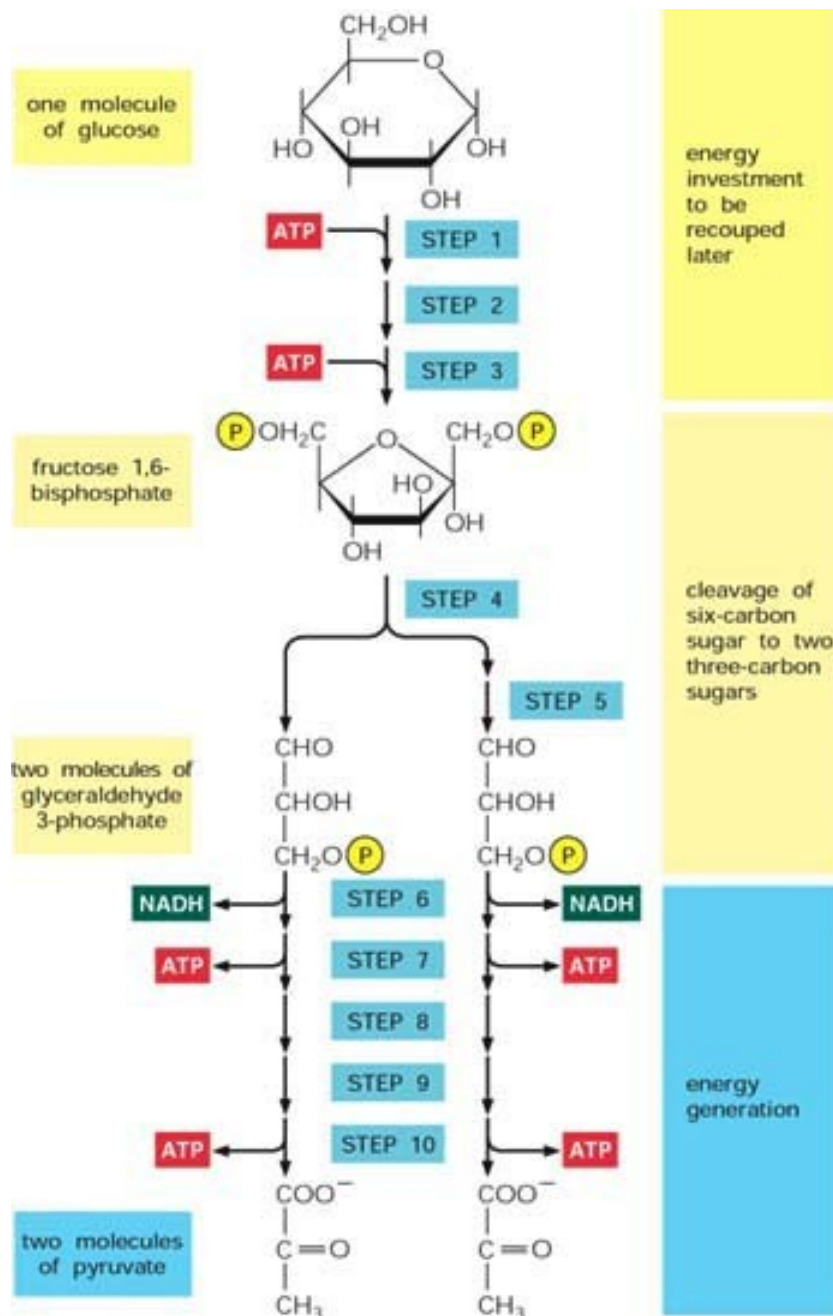 CH₂OH
O
one molecule
of glucose
OH
HO
OH
OH
energy
investment
to be
recouped
later
ATP
STEP 1
STEP 2
ATP
STEP 3
P OH₂C
O
CH₂O P
fructose 1,6-
bisphosphate
HO
OH
OH
STEP 4
cleavage of
six-carbon
sugar to two
three-carbon
sugars
STEP 5
two molecules of
glyceraldehyde
3-phosphate
CHO
CHO
CHOH
CHOH
CH₂O P
CH₂O P
NADH
STEP 6
NADH
ATP
STEP 7
ATP
STEP 8
STEP 9
energy
generation
ATP
STEP 10
ATP
COO⁻
COO⁻
two molecules
of pyruvate
C=O
C=O
CH₃
CH₃